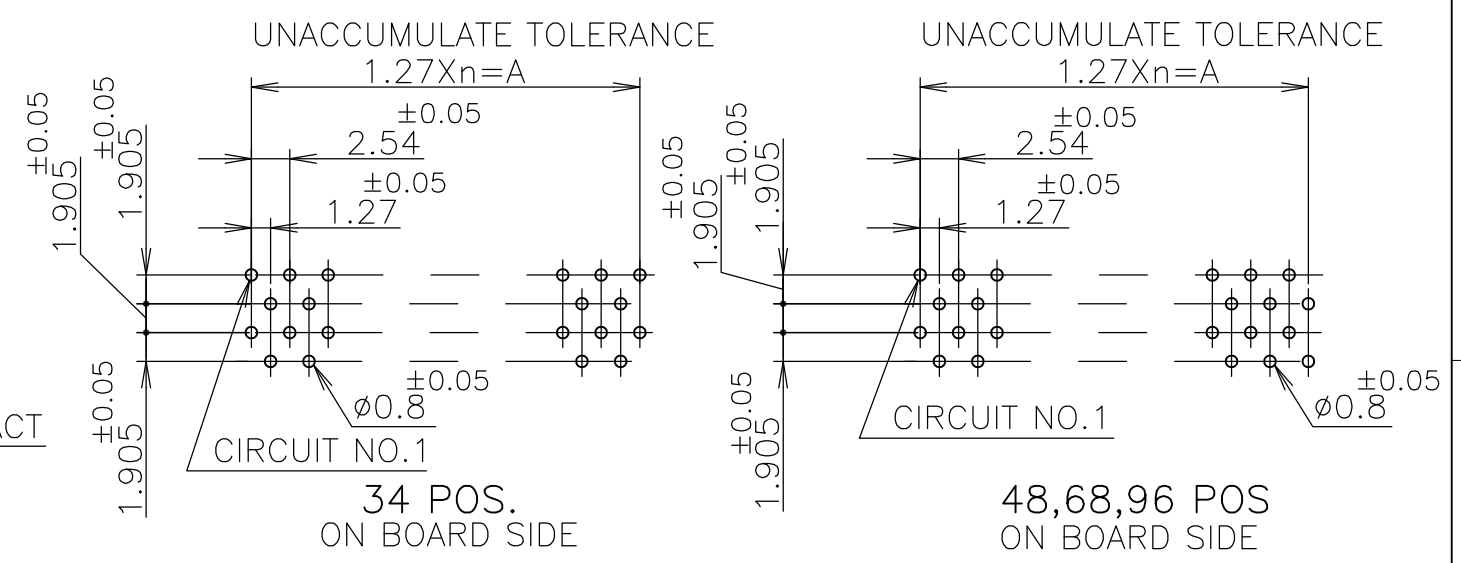 UNACCUMULATE TOLERANCE
1.27Xn=A
±0.05
2.54
±0.05
1.27
±0.05
1.905
±0.05
1.905
±0.05
1.905
±0.05
ø0.8
CIRCUIT NO.1
34 POS.
ON BOARD SIDE
ACT
UNACCUMULATE TOLERANCE
1.27Xn=A
±0.05
2.54
±0.05
1.27
±0.05
1.905
±0.05
1.905
±0.05
1.905
±0.05
ø0.8
CIRCUIT NO.1
48,68,96 POS
ON BOARD SIDE